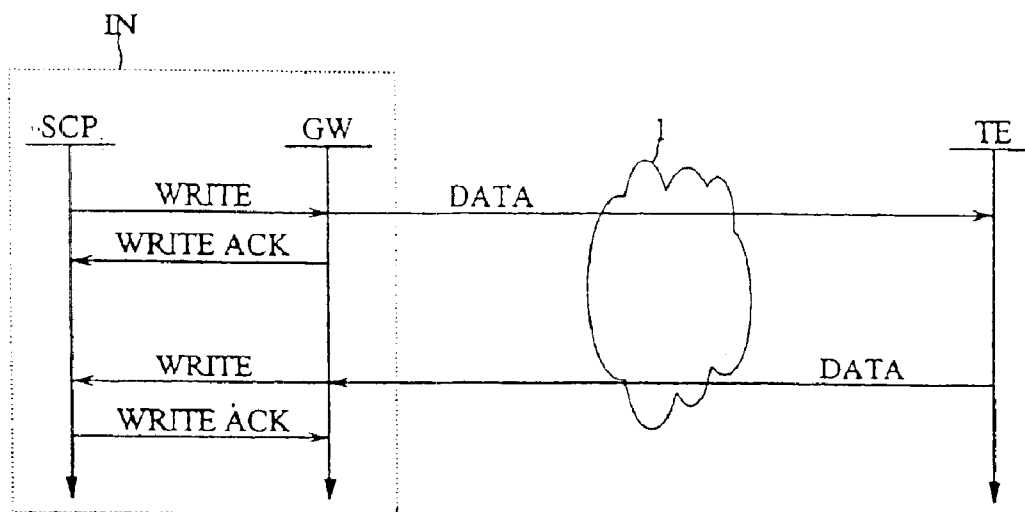 IN
SCP
GW
1
TE
WRITE
DATA
WRITE ACK
WRITE
DATA
WRITE ACK